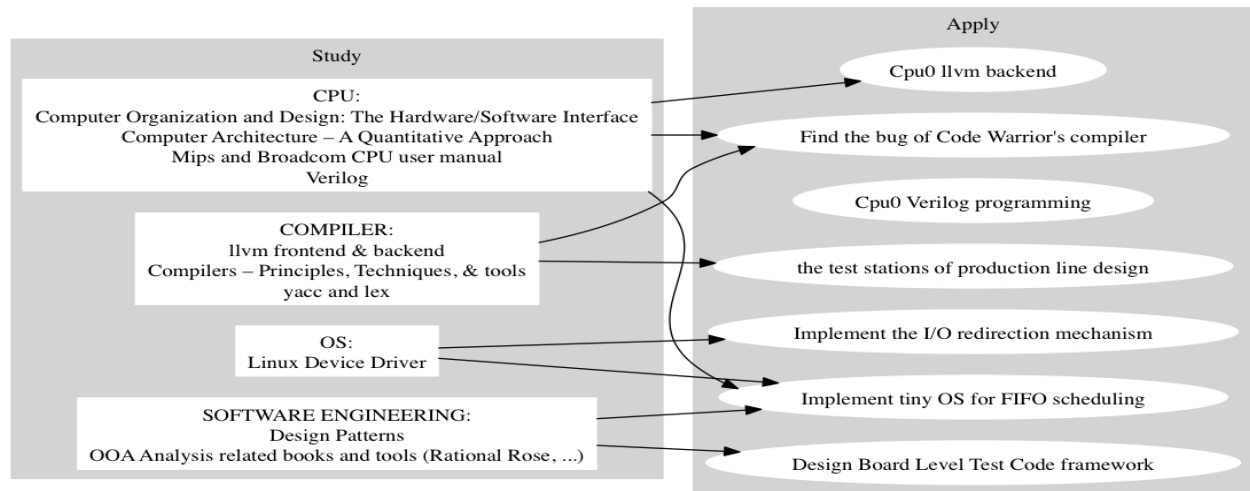 Study
CPU:
Computer Organization and Design: The Hardware/Software Interface
Computer Architecture – A Quantitative Approach
Mips and Broadcom CPU user manual
Verilog
COMPILER:
llvm frontend & backend
Compilers – Principles, Techniques, & tools
yacc and lex
OS:
Linux Device Driver
SOFTWARE ENGINEERING:
Design Patterns
OOA Analysis related books and tools (Rational Rose, ...)
Apply
Cpu0 llvm backend
Find the bug of Code Warrior's compiler
Cpu0 Verilog programming
the test stations of production line design
Implement the I/O redirection mechanism
Implement tiny OS for FIFO scheduling
Design Board Level Test Code framework